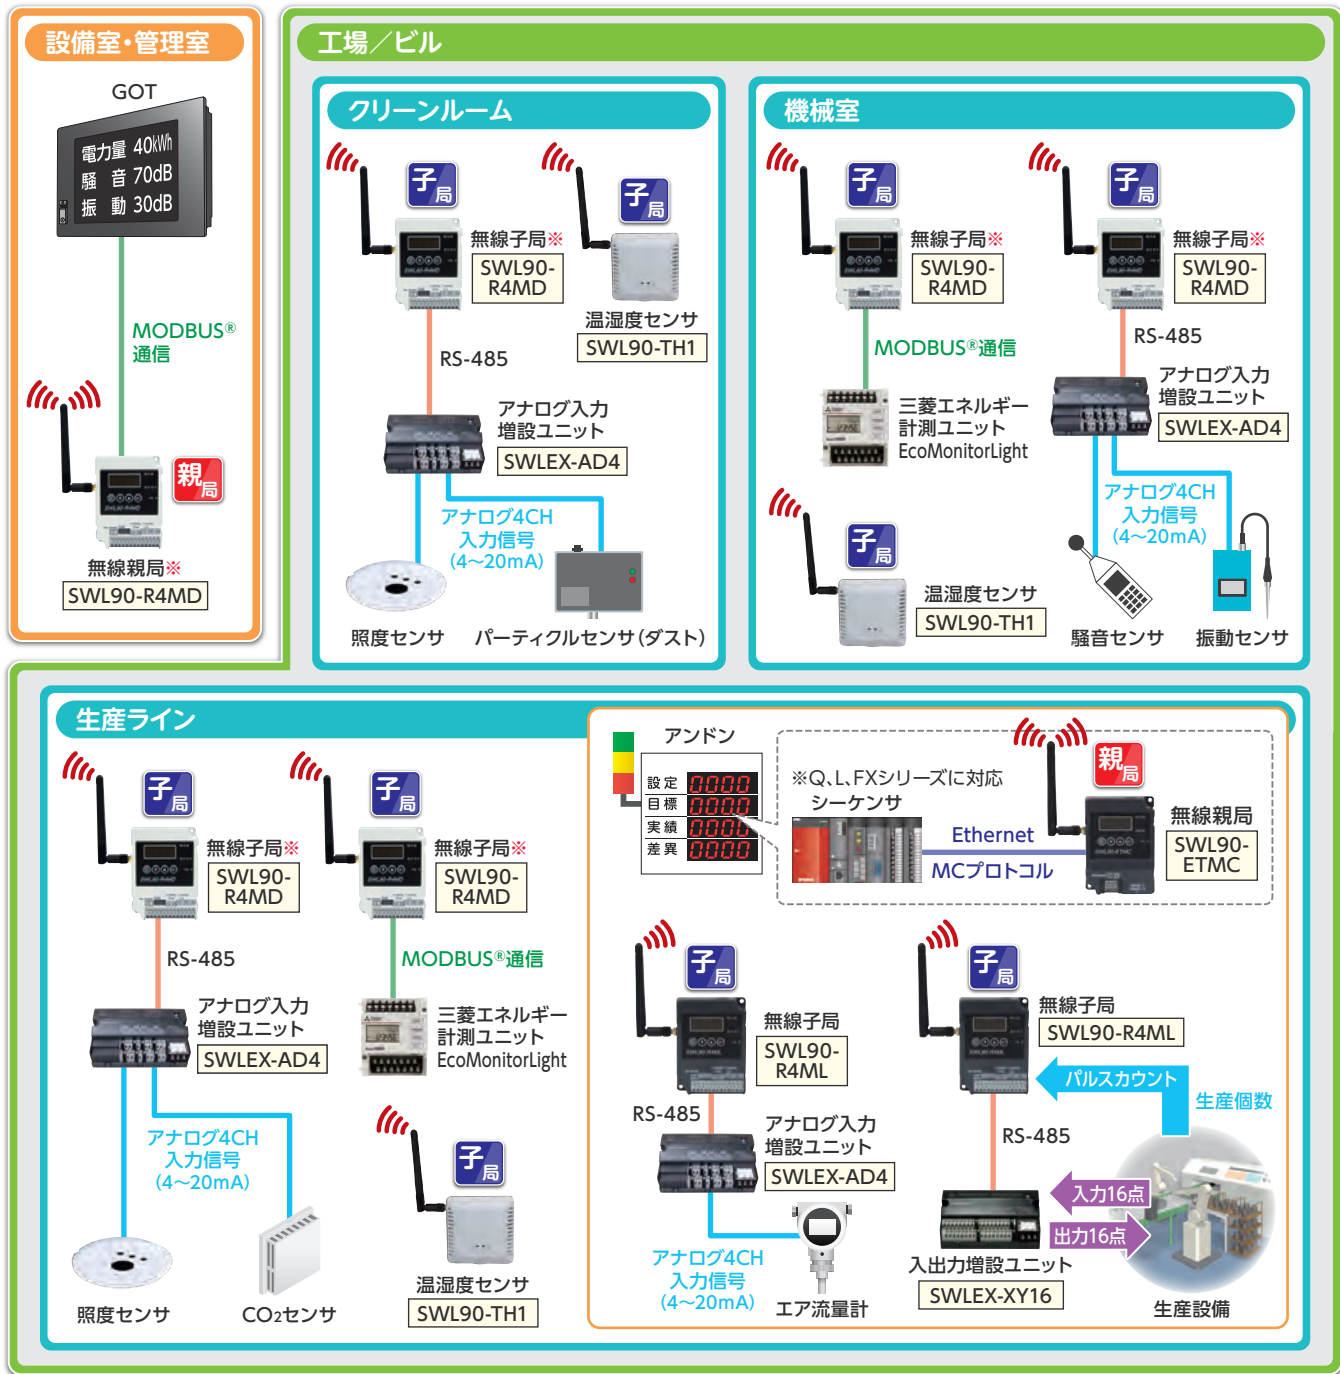 設備室・管理室
GOT
電力量 40kWh
騒 音 70dB
振 動 30dB
MODBUS®
通信
親局
無線親局※
SWL90-R4MD
工場／ビル
クリーンルーム
子局
無線子局※
SWL90-
R4MD
子局
温湿度センサ
SWL90-TH1
RS-485
アナログ入力
増設ユニット
SWLEX-AD4
アナログ4CH
入力信号
(4～20mA)
照度センサ
パーティクルセンサ（ダスト）
機械室
子局
無線子局※
SWL90-
R4MD
MODBUS®通信
三菱エネルギー
計測ユニット
EcoMonitorLight
子局
無線子局※
SWL90-
R4MD
RS-485
アナログ入力
増設ユニット
SWLEX-AD4
アナログ4CH
入力信号
(4～20mA)
騒音センサ
振動センサ
子局
温湿度センサ
SWL90-TH1
生産ライン
子局
無線子局※
SWL90-
R4MD
RS-485
アナログ入力
増設ユニット
SWLEX-AD4
アナログ4CH
入力信号
(4～20mA)
照度センサ
CO2センサ
子局
無線子局※
SWL90-
R4MD
MODBUS®通信
三菱エネルギー
計測ユニット
EcoMonitorLight
子局
温湿度センサ
SWL90-TH1
アンドン
設定 0000
目標 0000
実績 0000
差異 0000
※Q、L、FXシリーズに対応
シーケンサ
Ethernet
MCプロトコル
親局
無線親局
SWL90-
ETMC
子局
無線子局
SWL90-
R4ML
RS-485
アナログ入力
増設ユニット
SWLEX-AD4
アナログ4CH
入力信号
(4～20mA)
エア流量計
子局
無線子局
SWL90-R4ML
パルスカウント
生産個数
RS-485
入力16点
出力16点
入出力増設ユニット
SWLEX-XY16
生産設備